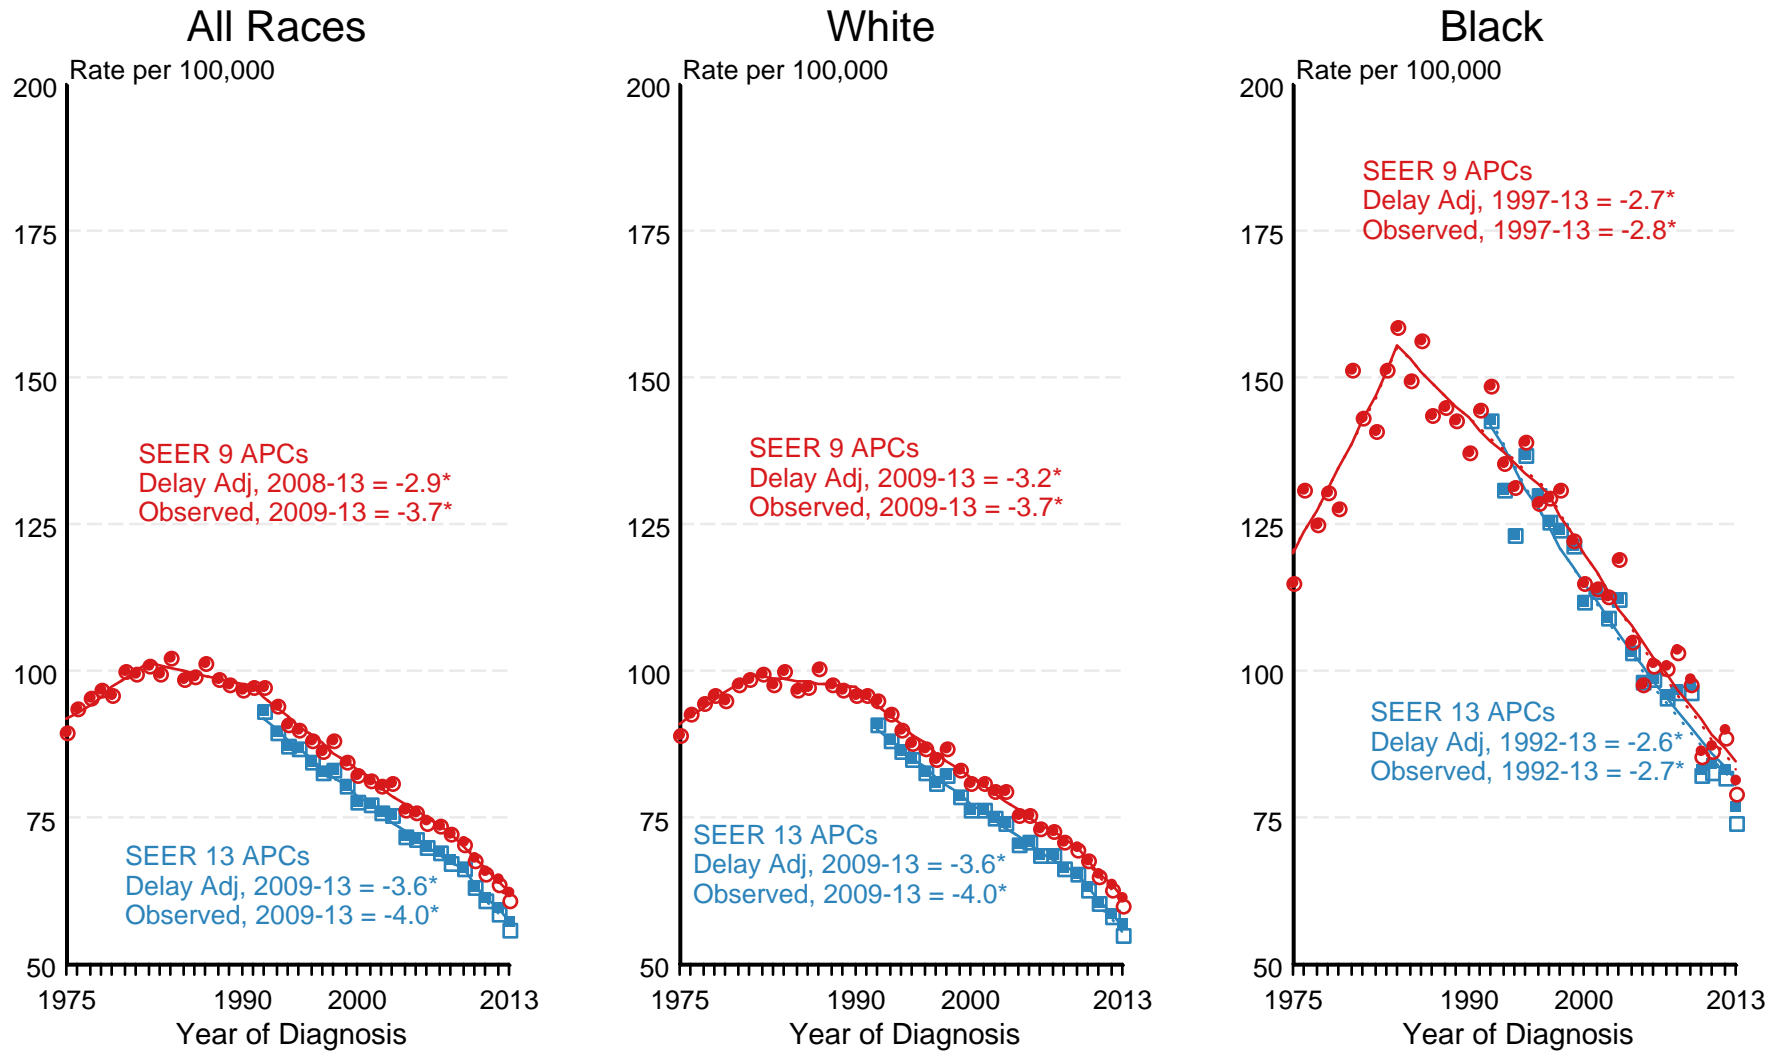 All Races
Rate per 100,000
200
175
150
125
100
75
50
SEER 9 APCs
Delay Adj, 2008-13 = -2.9*
Observed, 2009-13 = -3.7*
SEER 13 APCs
Delay Adj, 2009-13 = -3.6*
Observed, 2009-13 = -4.0*
1975 1990 2000 2013
Year of Diagnosis
White
Rate per 100,000
200
175
150
125
100
75
50
SEER 9 APCs
Delay Adj, 2009-13 = -3.2*
Observed, 2009-13 = -3.7*
SEER 13 APCs
Delay Adj, 2009-13 = -3.6*
Observed, 2009-13 = -4.0*
1975 1990 2000 2013
Year of Diagnosis
Black
Rate per 100,000
200
175
150
125
100
75
50
SEER 9 APCs
Delay Adj, 1997-13 = -2.7*
Observed, 1997-13 = -2.8*
SEER 13 APCs
Delay Adj, 1992-13 = -2.6*
Observed, 1992-13 = -2.7*
1975 1990 2000 2013
Year of Diagnosis